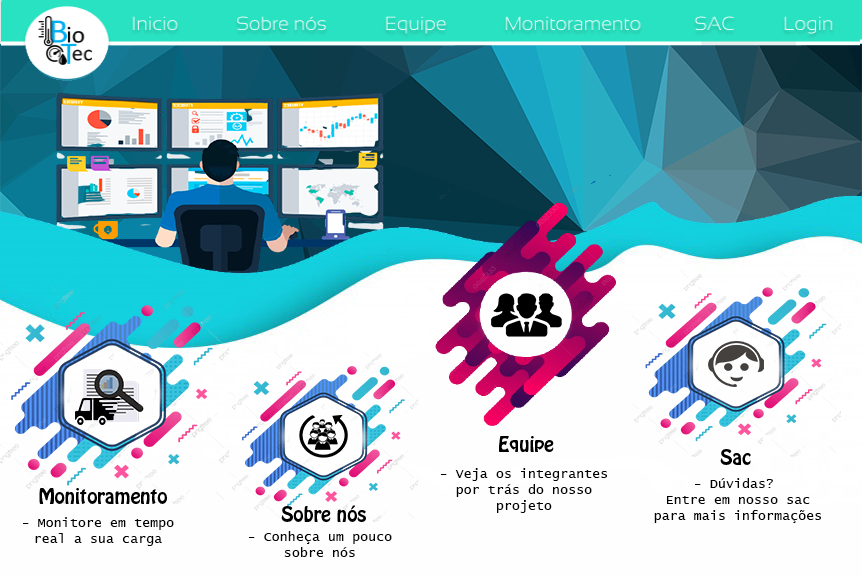 Bio
Tec
Inicio
Sobre nós
Equipe
Monitoramento
SAC
Login
Monitoramento
- Monitore em tempo
real a sua carga
Sobre nós
- Conheça um pouco
sobre nós
Equipe
- Veja os integrantes
por trás do nosso
projeto
Sac
- Dúvidas?
Entre em nosso sac
para mais informações